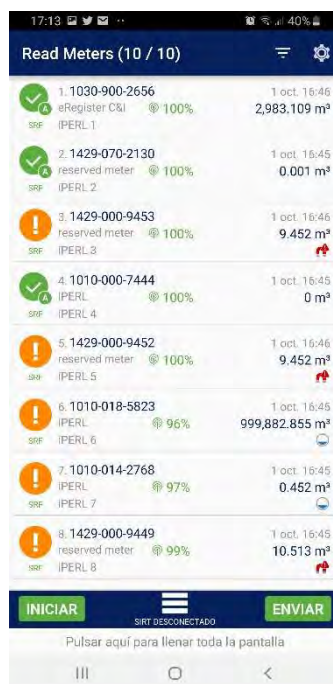 17:13 40%
Read Meters (10 / 10)
1. 1030-900-2656 1 oct. 16:46
eRegister C&I 100% 2,983.109 m³
SRF IPERL 1
2. 1429-070-2130 1 oct. 16:45
reserved meter 100% 0.001 m³
SRF IPERL 2
3. 1429-000-9453 1 oct. 16:46
reserved meter 100% 9.452 m³
SRF IPERL 3
4. 1010-000-7444 1 oct. 16:45
IPERL 100% 0 m³
SRF IPERL 4
5. 1429-000-9452 1 oct. 16:46
reserved meter 100% 9.452 m³
SRF IPERL 5
6. 1010-018-5823 1 oct. 16:45
IPERL 96% 999,882.855 m³
SRF IPERL 6
7. 1010-014-2768 1 oct. 16:45
IPERL 97% 0.452 m³
SRF IPERL 7
8. 1429-000-9449 1 oct. 16:45
reserved meter 99% 10.513 m³
SRF IPERL 8
INICIAR SIRT DESCONECTADO ENVIAR
Pulsar aquí para llenar toda la pantalla